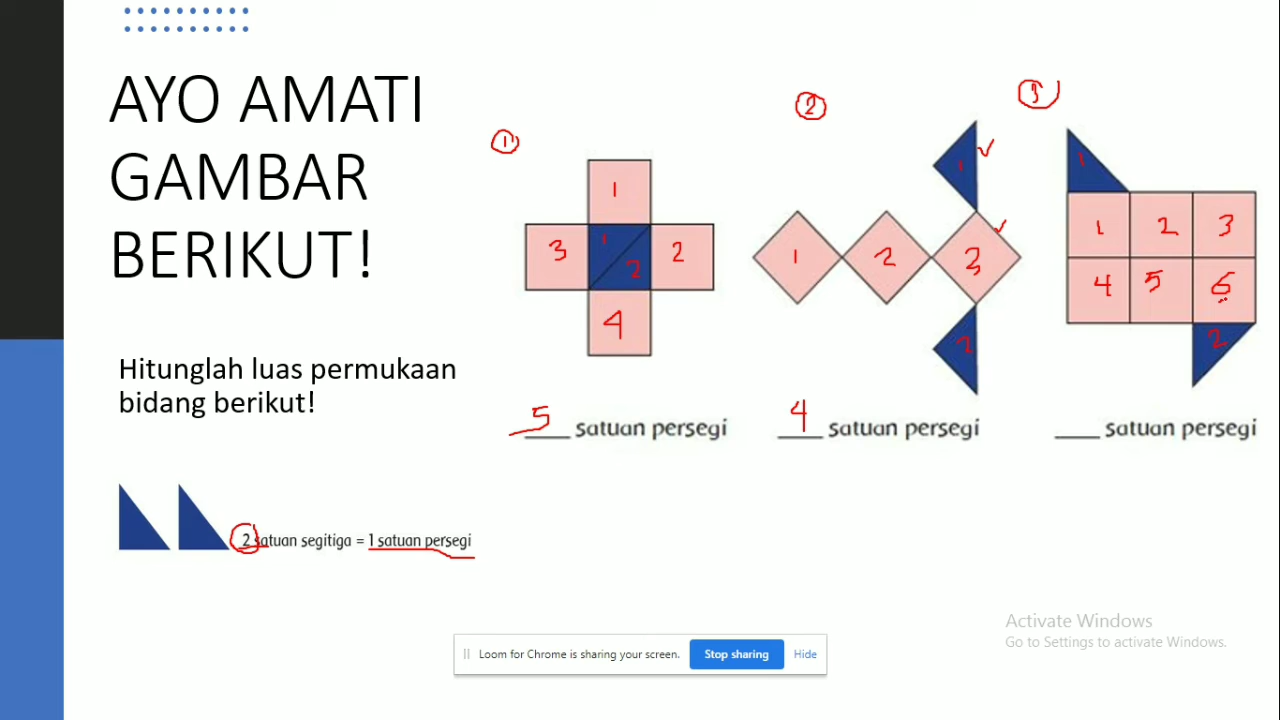 AYO AMATI
GAMBAR
BERIKUT!
Hitunglah luas permukaan
bidang berikut!
2 satuan segitiga = 1 satuan persegi
1
1
3
1
2
2
4
5 satuan persegi
2
1
1
2
3
2
4 satuan persegi
3
1
1 2 3
4 5 6
2
____ satuan persegi
Loom for Chrome is sharing your screen. Stop sharing Hide
Activate Windows
Go to Settings to activate Windows.